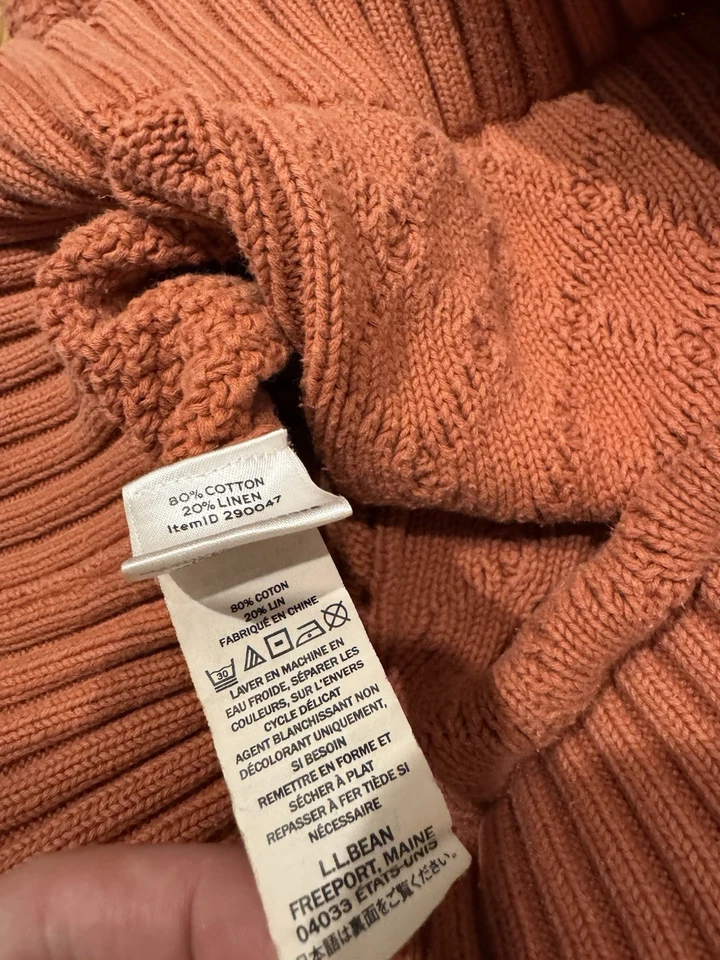 80% COTTON
20% LINEN
ItemID 290047
80% COTON
20% LIN
FABRIQUÉ EN CHINE
30
LAVER EN MACHINE EN
EAU FROIDE, SÉPARER LES
COULEURS, SUR L'ENVERS
CYCLE DÉLICAT
AGENT BLANCHISSANT NON
DÉCOLORANT UNIQUEMENT,
SI BESOIN
REMETTRE EN FORME ET
SÉCHER À PLAT
REPASSER À FER TIÈDE SI
NÉCESSAIRE
L.L.BEAN
FREEPORT, MAINE
04033 ÉTATS-UNIS
日本語は裏面をご覧ください。